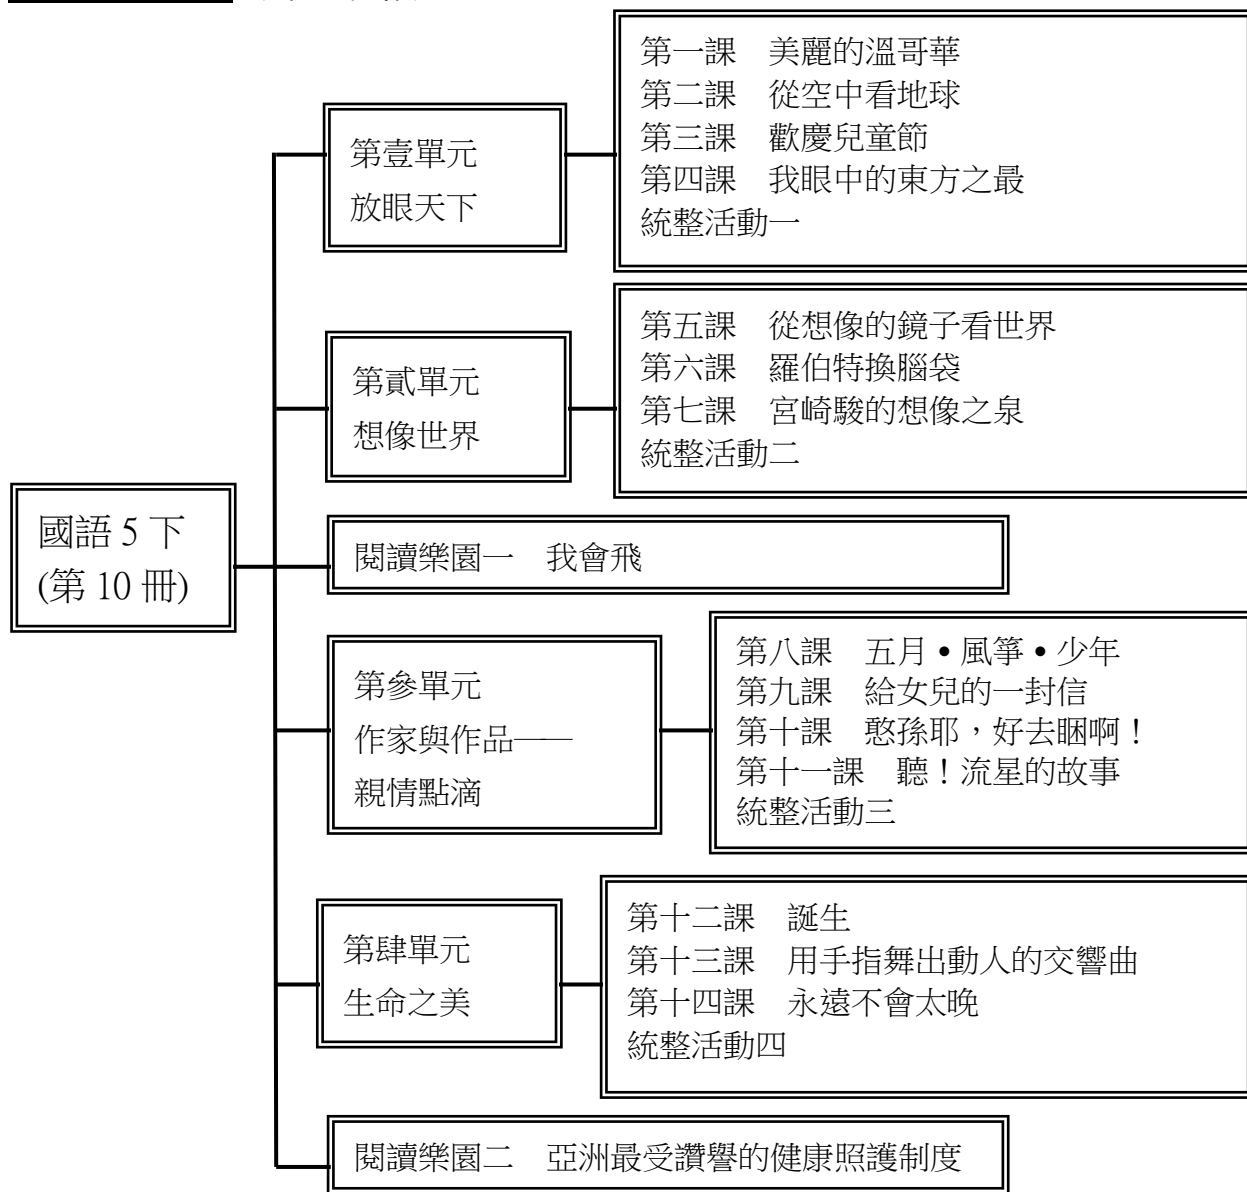 國語 5 下
(第 10 冊)
第壹單元
放眼天下
第一課　美麗的溫哥華
第二課　從空中看地球
第三課　歡慶兒童節
第四課　我眼中的東方之最
統整活動一
第貳單元
想像世界
第五課　從想像的鏡子看世界
第六課　羅伯特換腦袋
第七課　宮崎駿的想像之泉
統整活動二
閱讀樂園一　我會飛
第參單元
作家與作品——
親情點滴
第八課　五月•風箏•少年
第九課　給女兒的一封信
第十課　憨孫耶，好去睏啊！
第十一課　聽！流星的故事
統整活動三
第肆單元
生命之美
第十二課　誕生
第十三課　用手指舞出動人的交響曲
第十四課　永遠不會太晚
統整活動四
閱讀樂園二　亞洲最受讚譽的健康照護制度